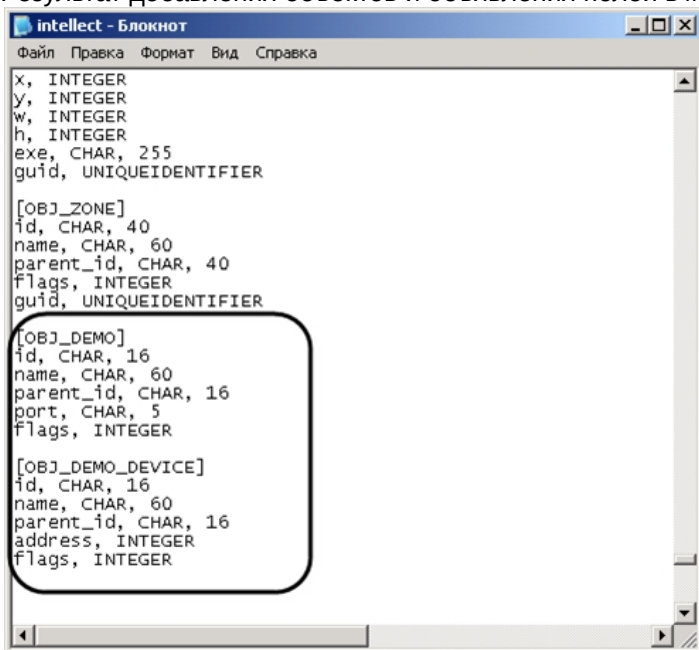 intellect - Блокнот
Файл Правка Формат Вид Справка
x, INTEGER
y, INTEGER
w, INTEGER
h, INTEGER
exe, CHAR, 255
guid, UNIQUEIDENTIFIER
[OBJ_ZONE]
id, CHAR, 40
name, CHAR, 60
parent_id, CHAR, 40
flags, INTEGER
guid, UNIQUEIDENTIFIER
[OBJ_DEMO]
id, CHAR, 16
name, CHAR, 60
parent_id, CHAR, 16
port, CHAR, 5
flags, INTEGER
[OBJ_DEMO_DEVICE]
id, CHAR, 16
name, CHAR, 60
parent_id, CHAR, 16
address, INTEGER
flags, INTEGER